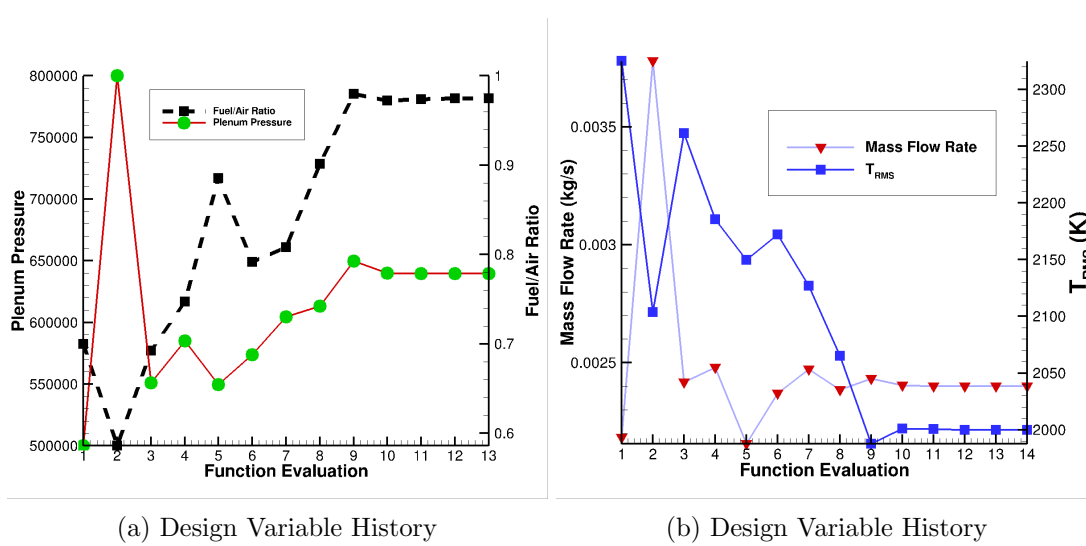 800000
750000
700000
650000
600000
550000
500000
Plenum Pressure
1
0.9
0.8
0.7
0.6
Fuel/Air Ratio
Fuel/Air Ratio
Plenum Pressure
1 2 3 4 5 6 7 8 9 10 11 12 13
Function Evaluation
(a) Design Variable History
0.0035
0.003
0.0025
Mass Flow Rate (kg/s)
2300
2250
2200
2150
2100
2050
2000
T_RMS (K)
Mass Flow Rate
T_RMS
1 2 3 4 5 6 7 8 9 10 11 12 13 14
Function Evaluation
(b) Design Variable History